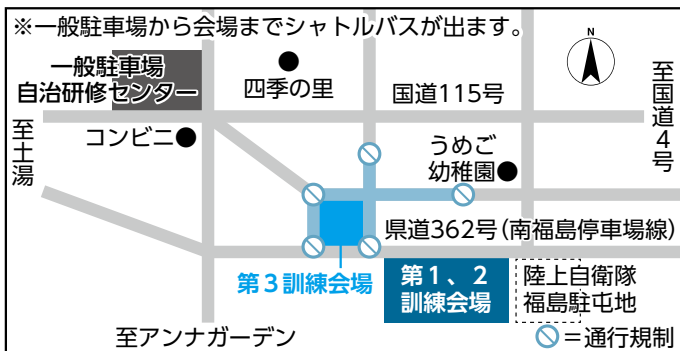 ※一般駐車場から会場までシャトルバスが出ます。
N
一般駐車場
自治研修センター
四季の里
国道115号
至国道4号
至土湯
コンビニ
うめご
幼稚園
県道362号(南福島停車場線)
第3訓練会場
第1、2
訓練会場
陸上自衛隊
福島駐屯地
至アンナガーデン
=通行規制